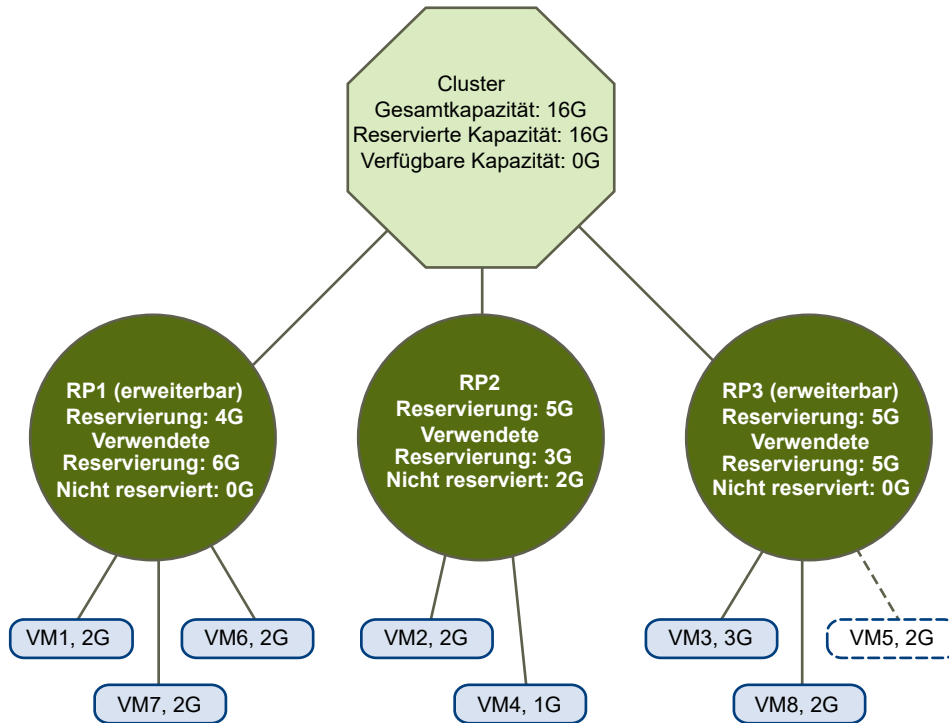 Cluster
Gesamtkapazität: 16G
Reservierte Kapazität: 16G
Verfügbare Kapazität: 0G
RP1 (erweiterbar)
Reservierung: 4G
Verwendete
Reservierung: 6G
Nicht reserviert: 0G
RP2
Reservierung: 5G
Verwendete
Reservierung: 3G
Nicht reserviert: 2G
RP3 (erweiterbar)
Reservierung: 5G
Verwendete
Reservierung: 5G
Nicht reserviert: 0G
VM1, 2G
VM6, 2G
VM7, 2G
VM2, 2G
VM4, 1G
VM3, 3G
VM5, 2G
VM8, 2G